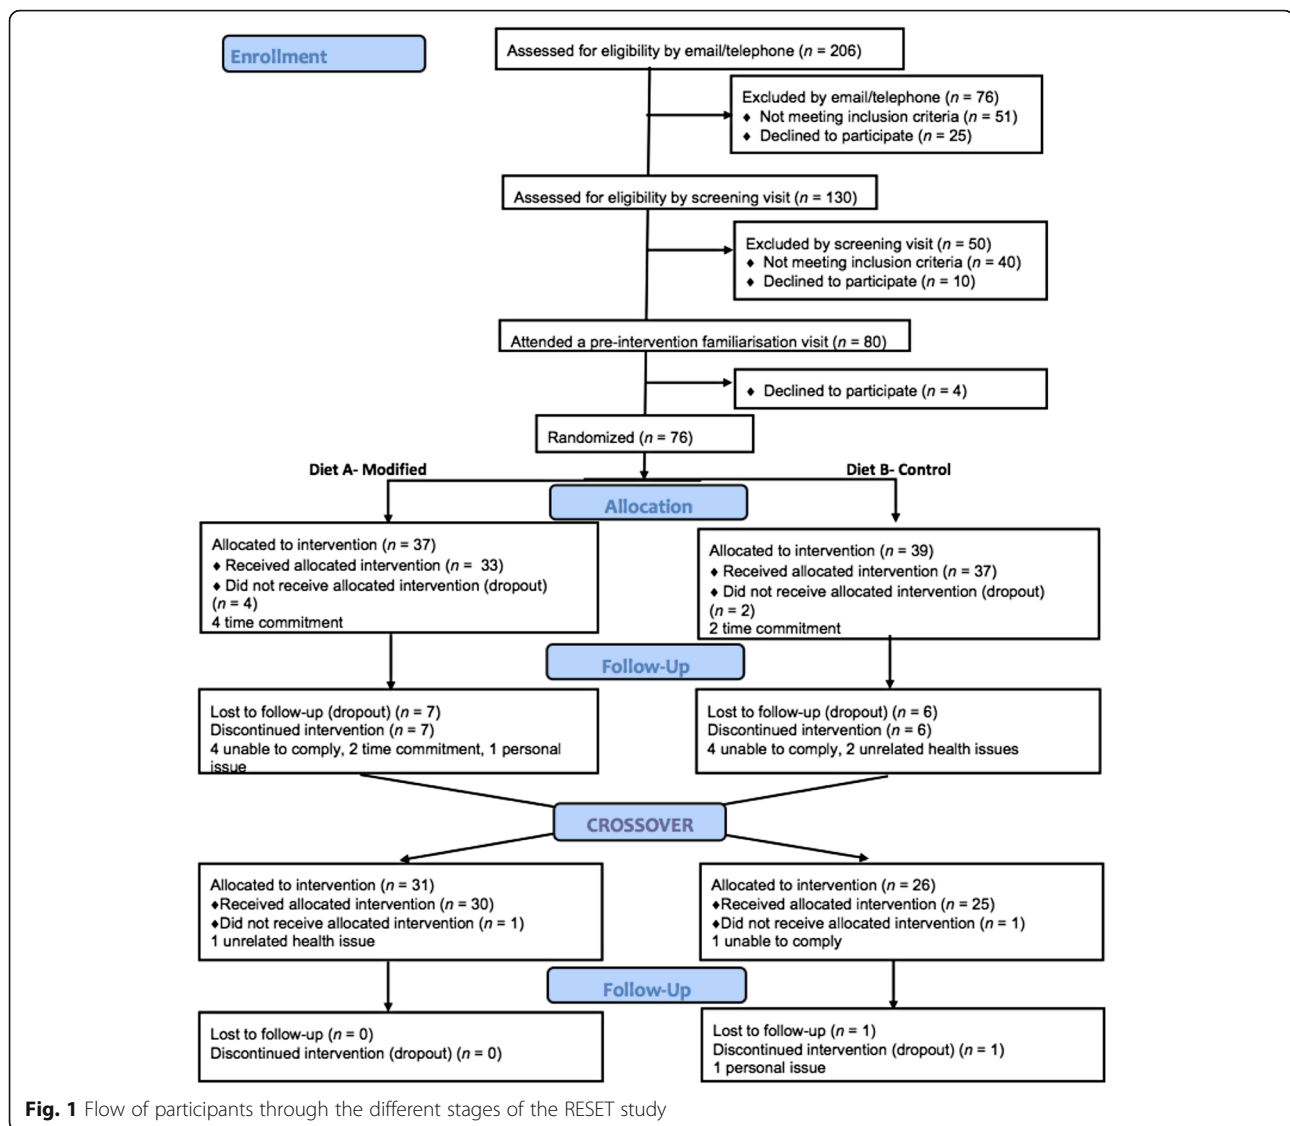 Enrollment
Assessed for eligibility by email/telephone (n = 206)
Excluded by email/telephone (n = 76)
♦ Not meeting inclusion criteria (n = 51)
♦ Declined to participate (n = 25)
Assessed for eligibility by screening visit (n = 130)
Excluded by screening visit (n = 50)
♦ Not meeting inclusion criteria (n = 40)
♦ Declined to participate (n = 10)
Attended a pre-intervention familiarisation visit (n = 80)
♦ Declined to participate (n = 4)
Randomized (n = 76)
Diet A- Modified
Diet B- Control
Allocation
Allocated to intervention (n = 37)
♦ Received allocated intervention (n = 33)
♦ Did not receive allocated intervention (dropout)
(n = 4)
4 time commitment
Allocated to intervention (n = 39)
♦ Received allocated intervention (n = 37)
♦ Did not receive allocated intervention (dropout)
(n = 2)
2 time commitment
Follow-Up
Lost to follow-up (dropout) (n = 7)
Discontinued intervention (n = 7)
4 unable to comply, 2 time commitment, 1 personal
issue
Lost to follow-up (dropout) (n = 6)
Discontinued intervention (n = 6)
4 unable to comply, 2 unrelated health issues
CROSSOVER
Allocated to intervention (n = 31)
♦Received allocated intervention (n = 30)
♦Did not receive allocated intervention (n = 1)
1 unrelated health issue
Allocated to intervention (n = 26)
♦Received allocated intervention (n = 25)
♦Did not receive allocated intervention (n = 1)
1 unable to comply
Follow-Up
Lost to follow-up (n = 0)
Discontinued intervention (dropout) (n = 0)
Lost to follow-up (n = 1)
Discontinued intervention (dropout) (n = 1)
1 personal issue
Fig. 1 Flow of participants through the different stages of the RESET study